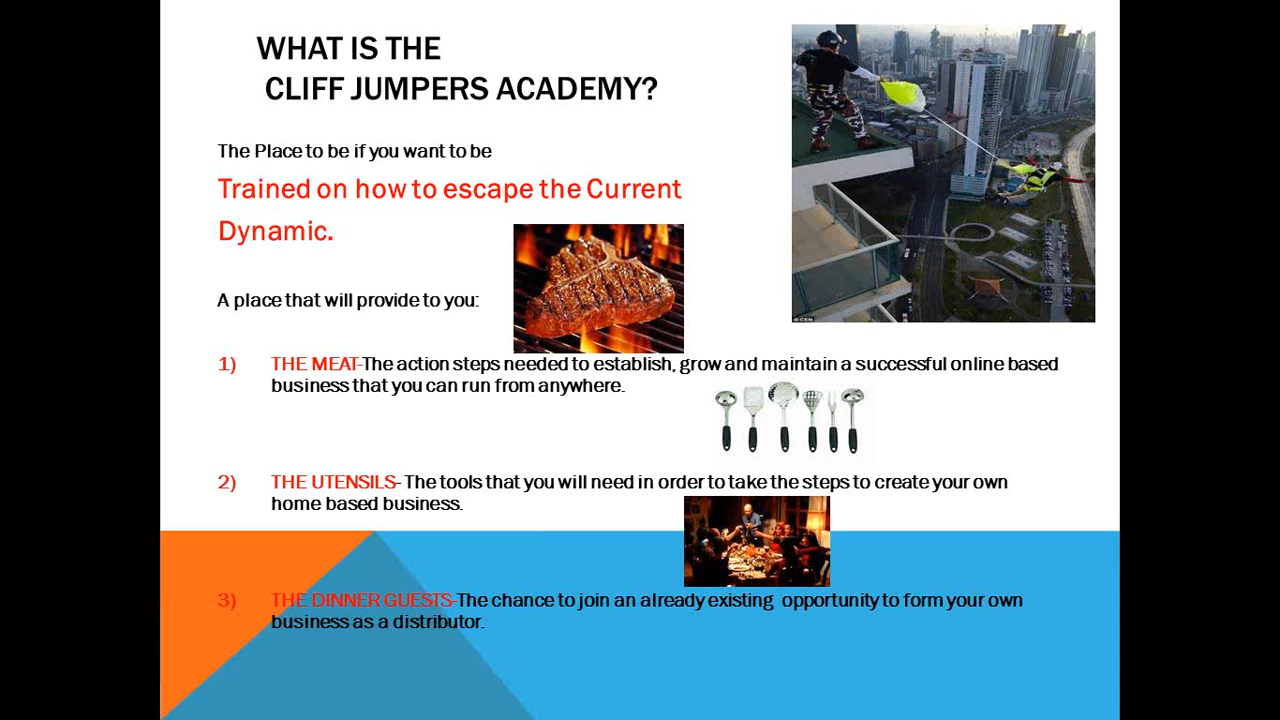 WHAT IS THE
CLIFF JUMPERS ACADEMY?
The Place to be if you want to be
Trained on how to escape the Current
Dynamic.
A place that will provide to you:
1) THE MEAT-The action steps needed to establish, grow and maintain a successful online based
business that you can run from anywhere.
2) THE UTENSILS- The tools that you will need in order to take the steps to create your own
home based business.
3) THE DINNER GUESTS-The chance to join an already existing opportunity to form your own
business as a distributor.
© CEN